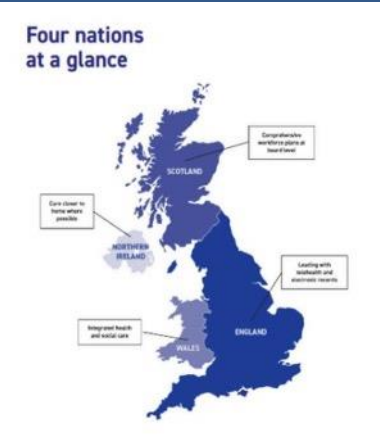 Four nations
at a glance
Comprehensive
workforce plans at
board level
SCOTLAND
Care closer to
home where
possible
NORTHERN
IRELAND
Leading with
telehealth and
electronic records
Integrated health
and social care
ENGLAND
WALES